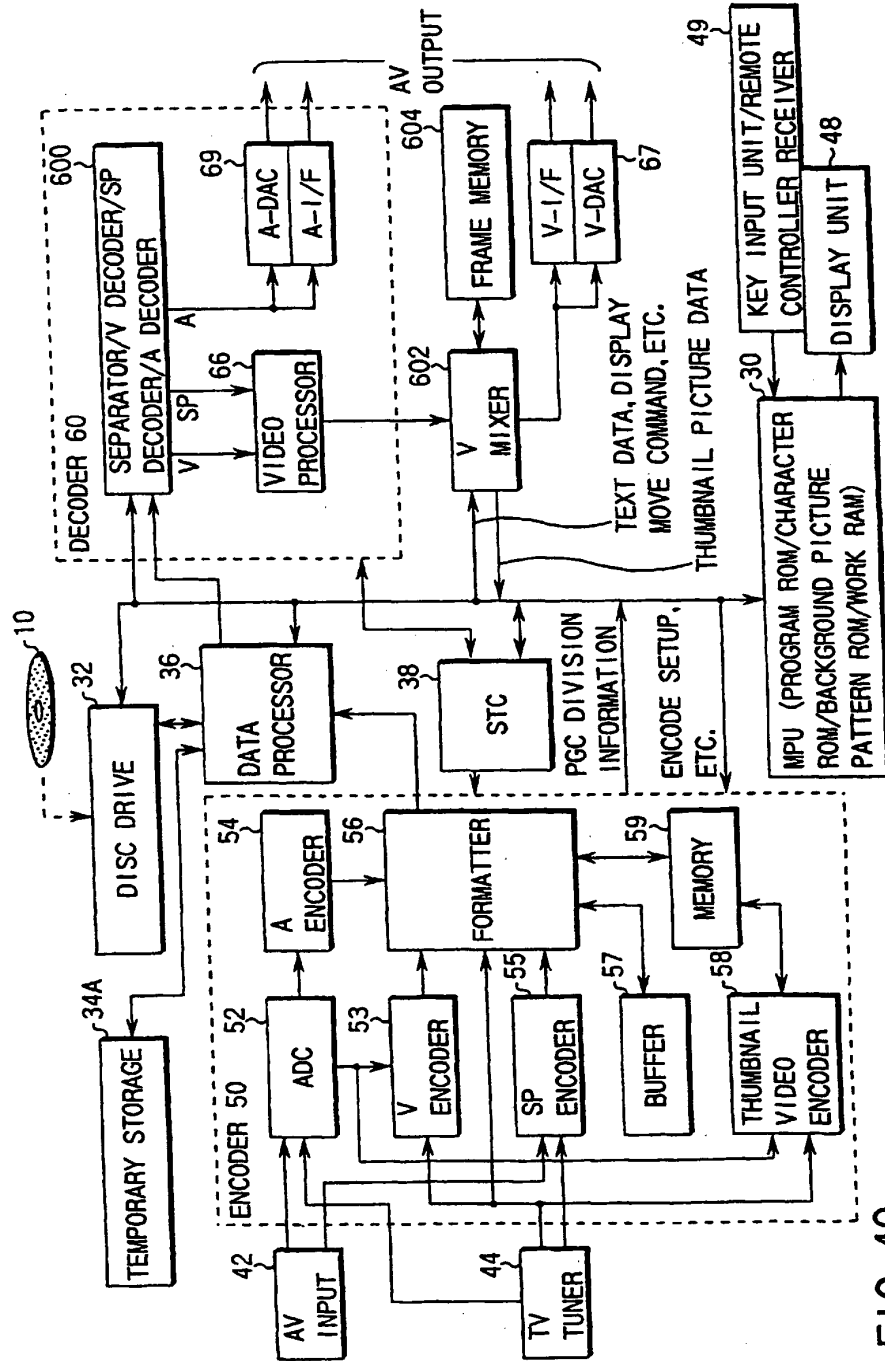 10
34A
TEMPORARY STORAGE
32
DISC DRIVE
36
DATA
PROCESSOR
DECODER 60
600
SEPARATOR/V DECODER/SP
DECODER/A DECODER
V
SP
A
66
VIDEO
PROCESSOR
69
A-DAC
A-I/F
AV
OUTPUT
602
V
MIXER
604
FRAME MEMORY
V-I/F
V-DAC
67
TEXT DATA, DISPLAY
MOVE COMMAND, ETC.
THUMBNAIL PICTURE DATA
38
STC
PGC DIVISION
INFORMATION
ENCODE SETUP,
ETC.
42
AV
INPUT
44
TV
TUNER
ENCODER 50
52
ADC
54
A
ENCODER
53
V
ENCODER
56
FORMATTER
55
SP
ENCODER
57
BUFFER
59
MEMORY
58
THUMBNAIL
VIDEO
ENCODER
30
MPU (PROGRAM ROM/CHARACTER
ROM/BACKGROUND PICTURE
PATTERN ROM/WORK RAM)
49
KEY INPUT UNIT/REMOTE
CONTROLLER RECEIVER
48
DISPLAY UNIT